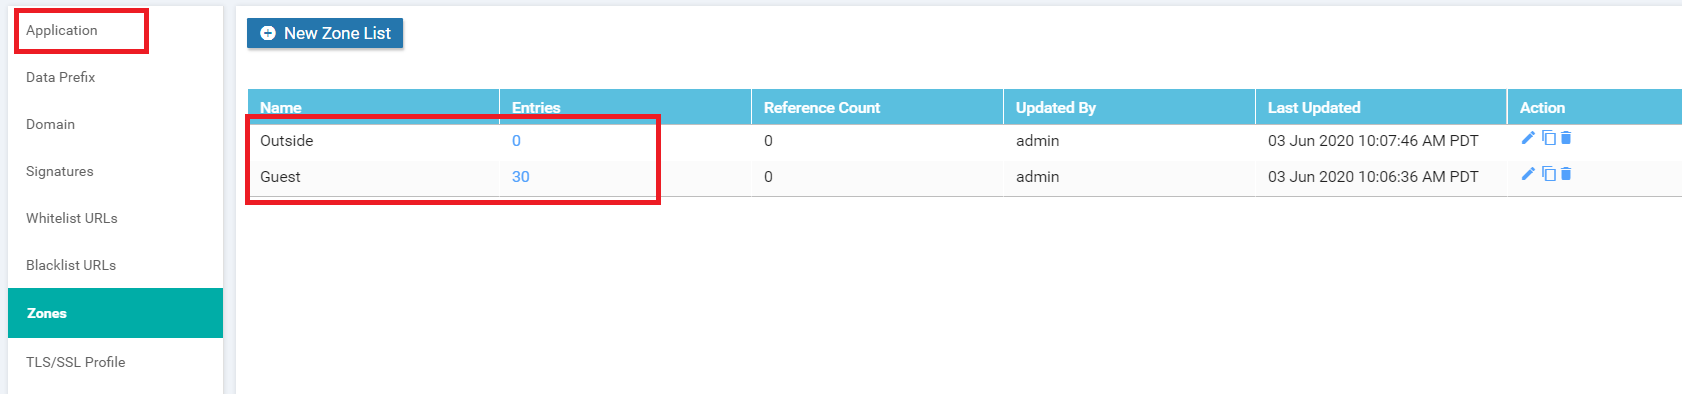 Application
Data Prefix
Domain
Signatures
Whitelist URLs
Blacklist URLs
Zones
TLS/SSL Profile
New Zone List
Name Entries Reference Count Updated By Last Updated Action
Outside 0 0 admin 03 Jun 2020 10:07:46 AM PDT
Guest 30 0 admin 03 Jun 2020 10:06:36 AM PDT